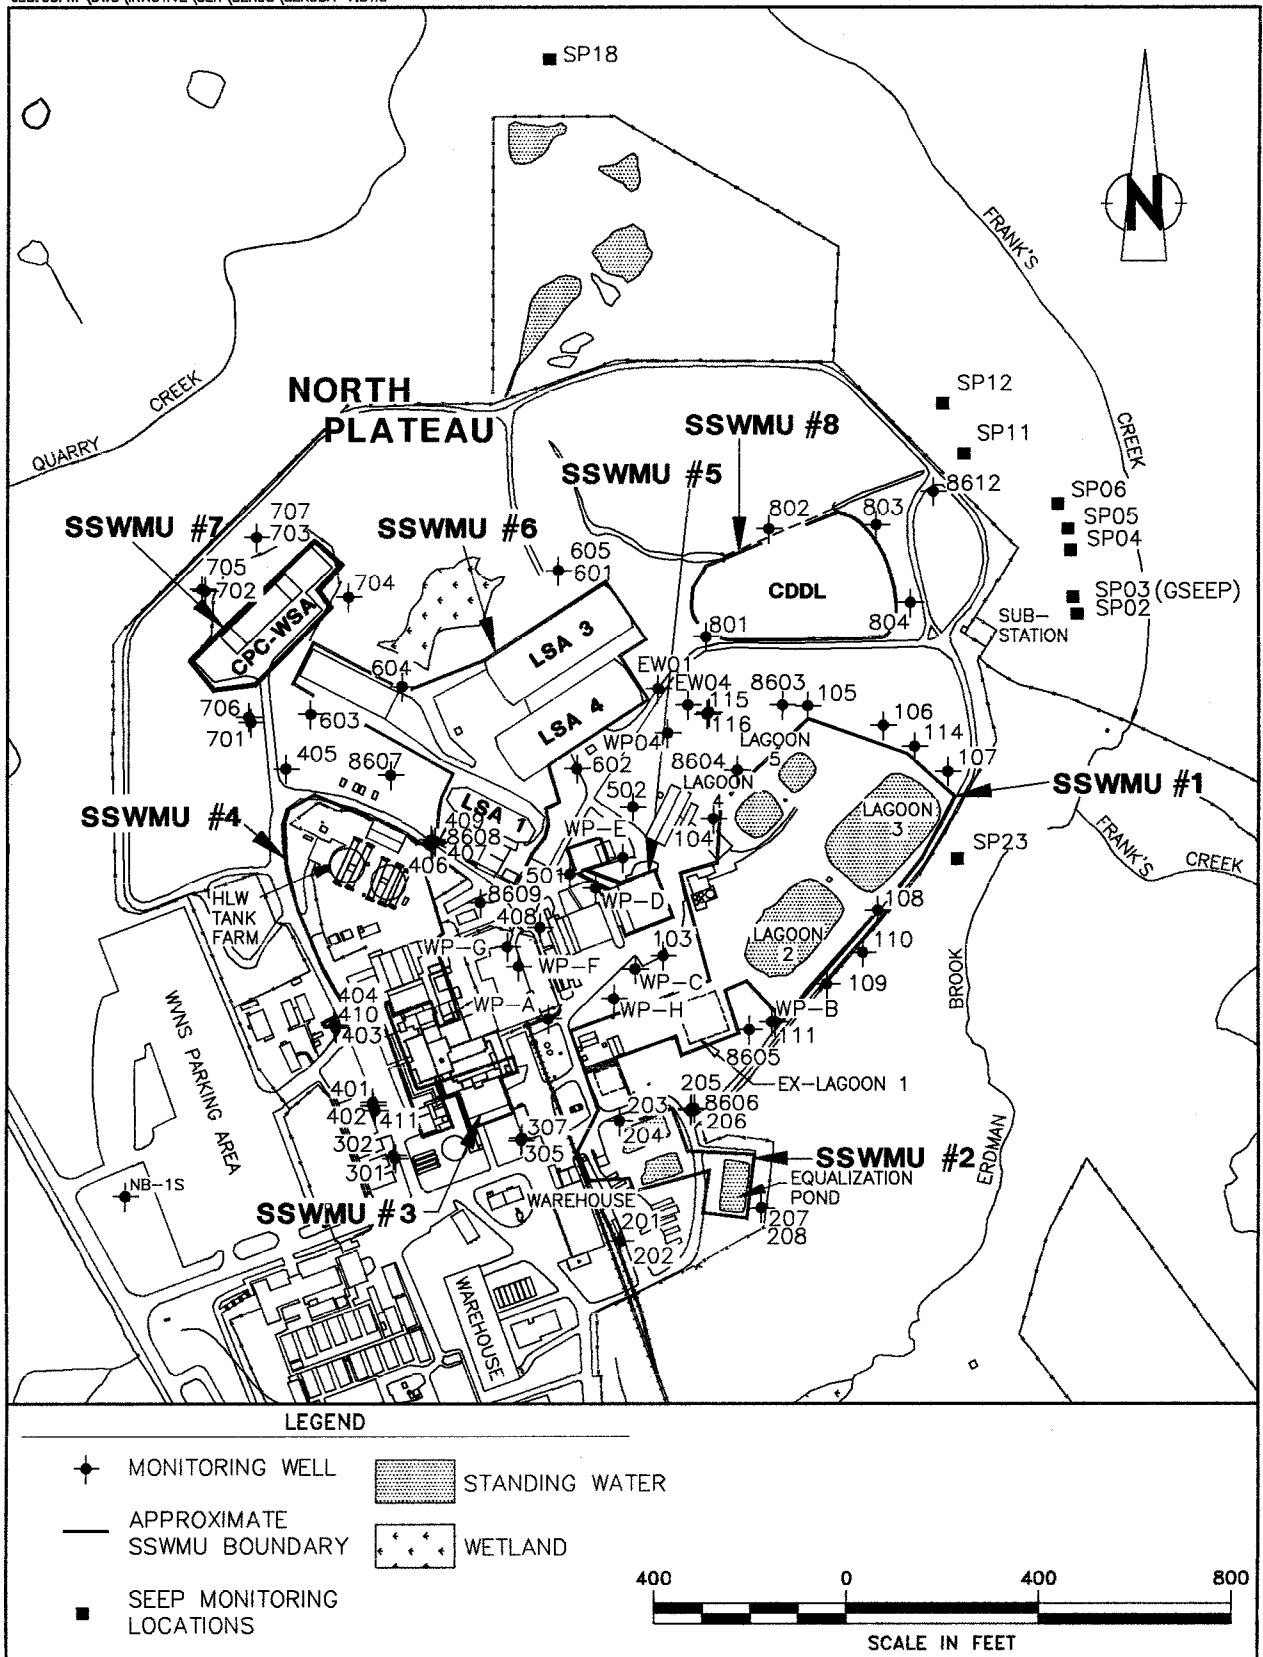 SP18
N
FRANK'S
CREEK
QUARRY
CREEK
NORTH
PLATEAU
SP12
SP11
SSWMU #8
SSWMU #5
8612
SP06
SP05
SP04
SP03 (GSEEP)
SP02
802
803
SSWMU #7
707
703
SSWMU #6
605
601
705
702
704
CPC-WSA
CDDL
804
801
SUB-
STATION
LSA 3
LSA 4
604
EW01
EW04
115
116
8603
105
106
114
107
706
701
603
WP04
LAGOON
5
405
8607
602
8604
LAGOON
4
SSWMU #1
SSWMU #4
LSA 1
502
104
LAGOON
3
FRANK'S
CREEK
409
8608
407
406
WP-E
SP23
HLW
TANK
FARM
501
WP-D
8609
408
108
WP-G
WP-F
103
WP-C
LAGOON
2
110
109
BROOK
WVNS PARKING AREA
404
410
403
WP-A
WP-H
WP-B
111
8605
EX-LAGOON 1
401
402
411
302
301
307
305
203
204
205
8606
206
SSWMU #2
ERDMAN
EQUALIZATION
POND
NB-1S
SSWMU #3
WAREHOUSE
201
202
207
208
WAREHOUSE
LEGEND
MONITORING WELL
APPROXIMATE
SSWMU BOUNDARY
SEEP MONITORING
LOCATIONS
STANDING WATER
WETLAND
400 0 400 800
SCALE IN FEET